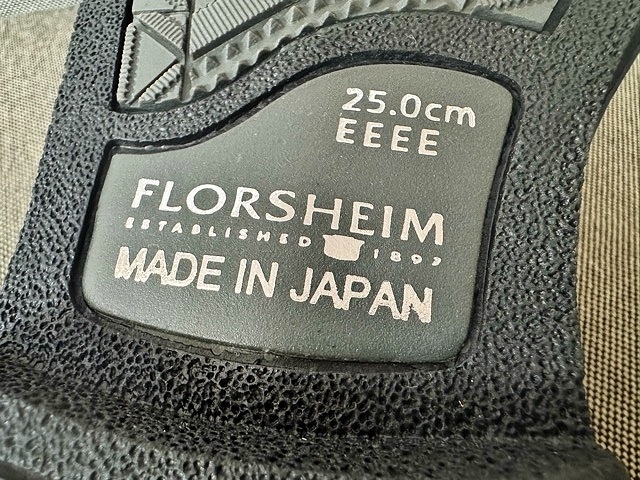 25.0cm
EEEE
FLORSHEIM
ESTABLISHED 1892
MADE IN JAPAN